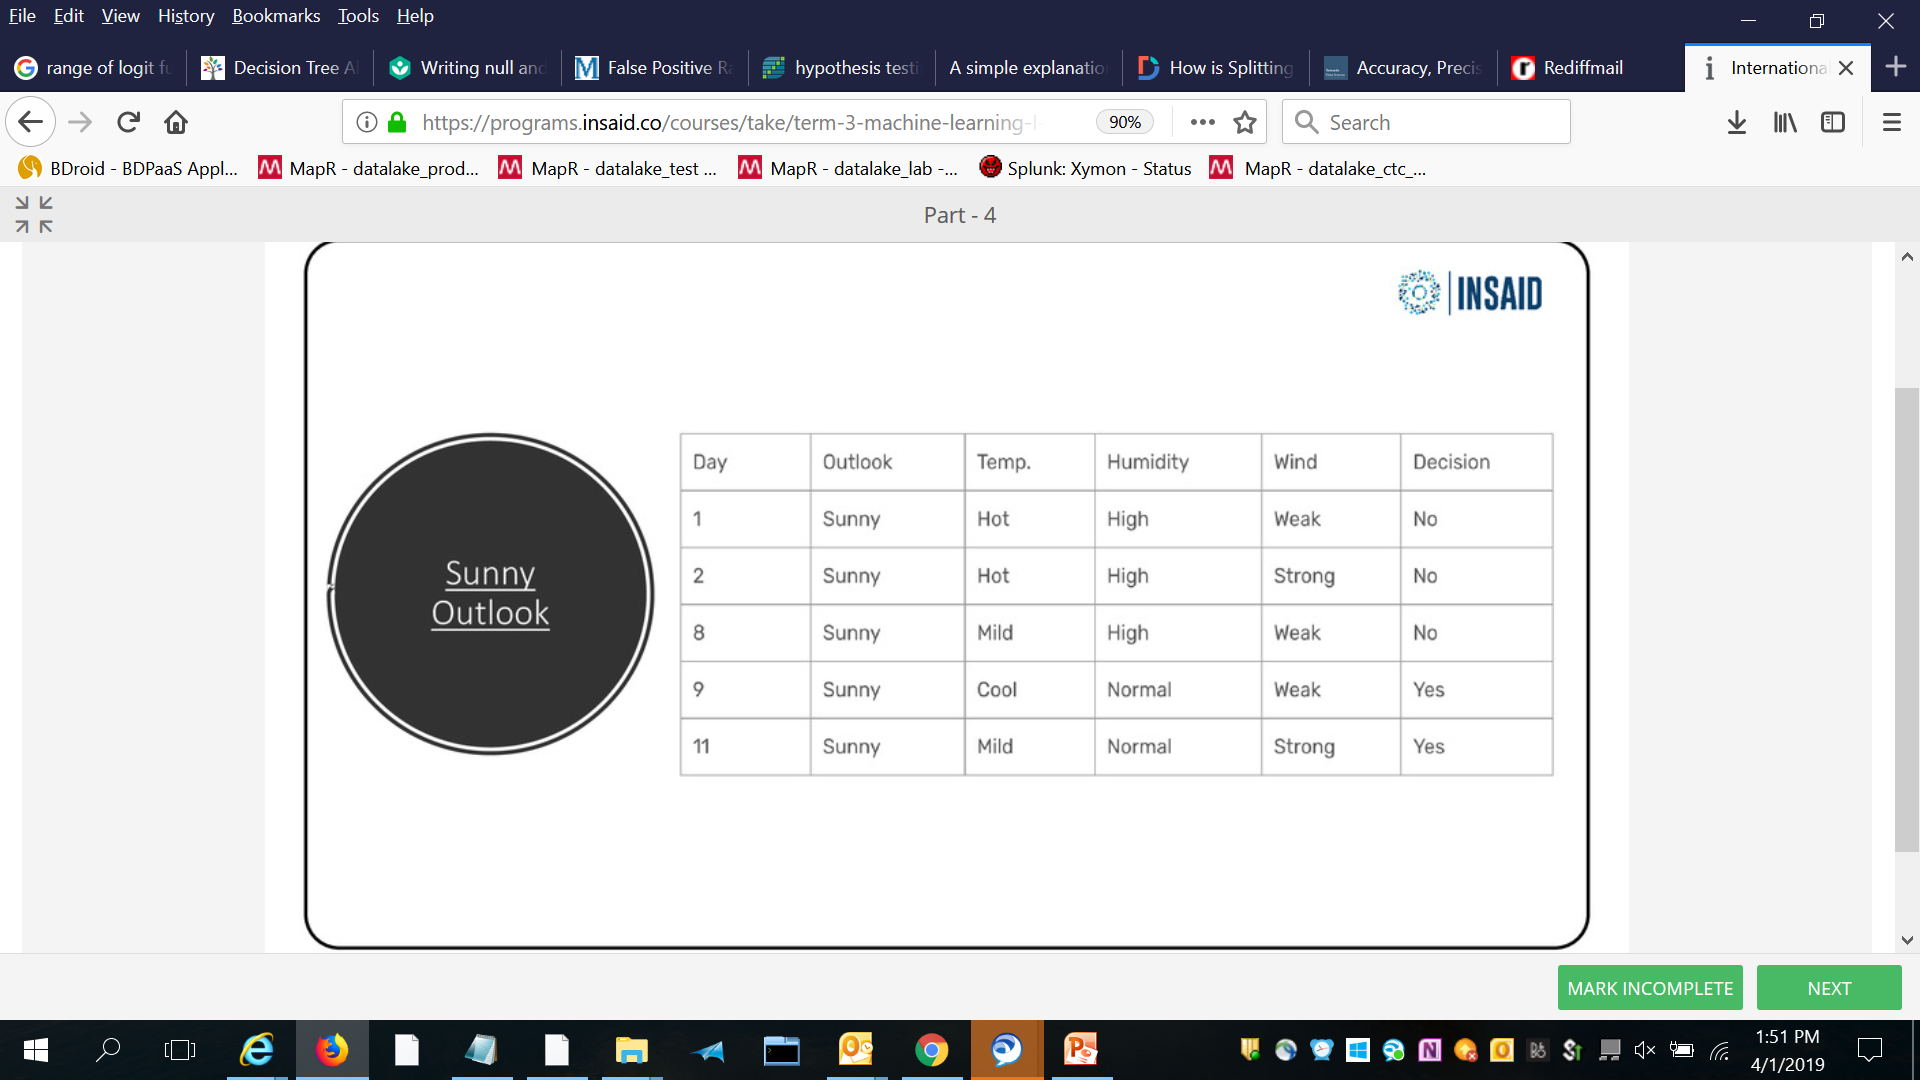 File Edit View History Bookmarks Tools Help
range of logit fu Decision Tree Al Writing null and False Positive Ra hypothesis testi A simple explanatio How is Splitting Accuracy, Precis Rediffmail Internationa
https://programs.insaid.co/courses/take/term-3-machine-learning-l 90% Search
BDroid - BDPaaS Appl... MapR - datalake_prod... MapR - datalake_test ... MapR - datalake_lab -... Splunk: Xymon - Status MapR - datalake_ctc_...
Part - 4
INSAID
Sunny
Outlook
Day Outlook Temp. Humidity Wind Decision
1 Sunny Hot High Weak No
2 Sunny Hot High Strong No
8 Sunny Mild High Weak No
9 Sunny Cool Normal Weak Yes
11 Sunny Mild Normal Strong Yes
MARK INCOMPLETE NEXT
1:51 PM
4/1/2019